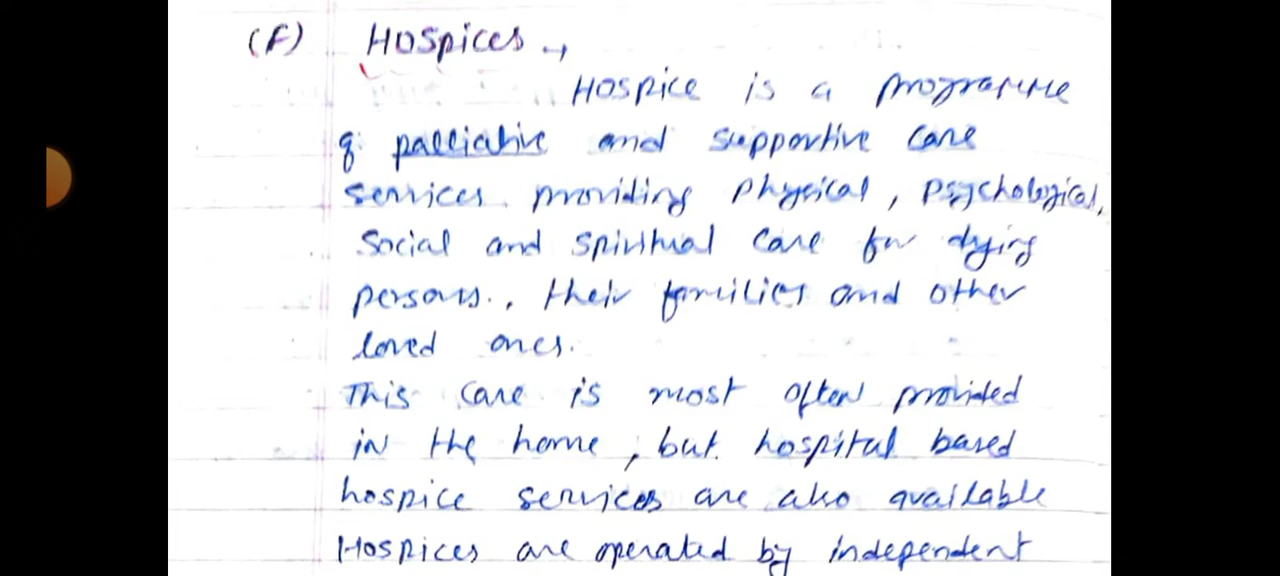 (F) Hospices →
Hospice is a programme
of palliative and supportive care
services providing physical, psychological,
social and spiritual care for dying
persons, their families and other
loved ones.
This care is most often provided
in the home, but hospital based
hospice services are also available
Hospices are operated by independent